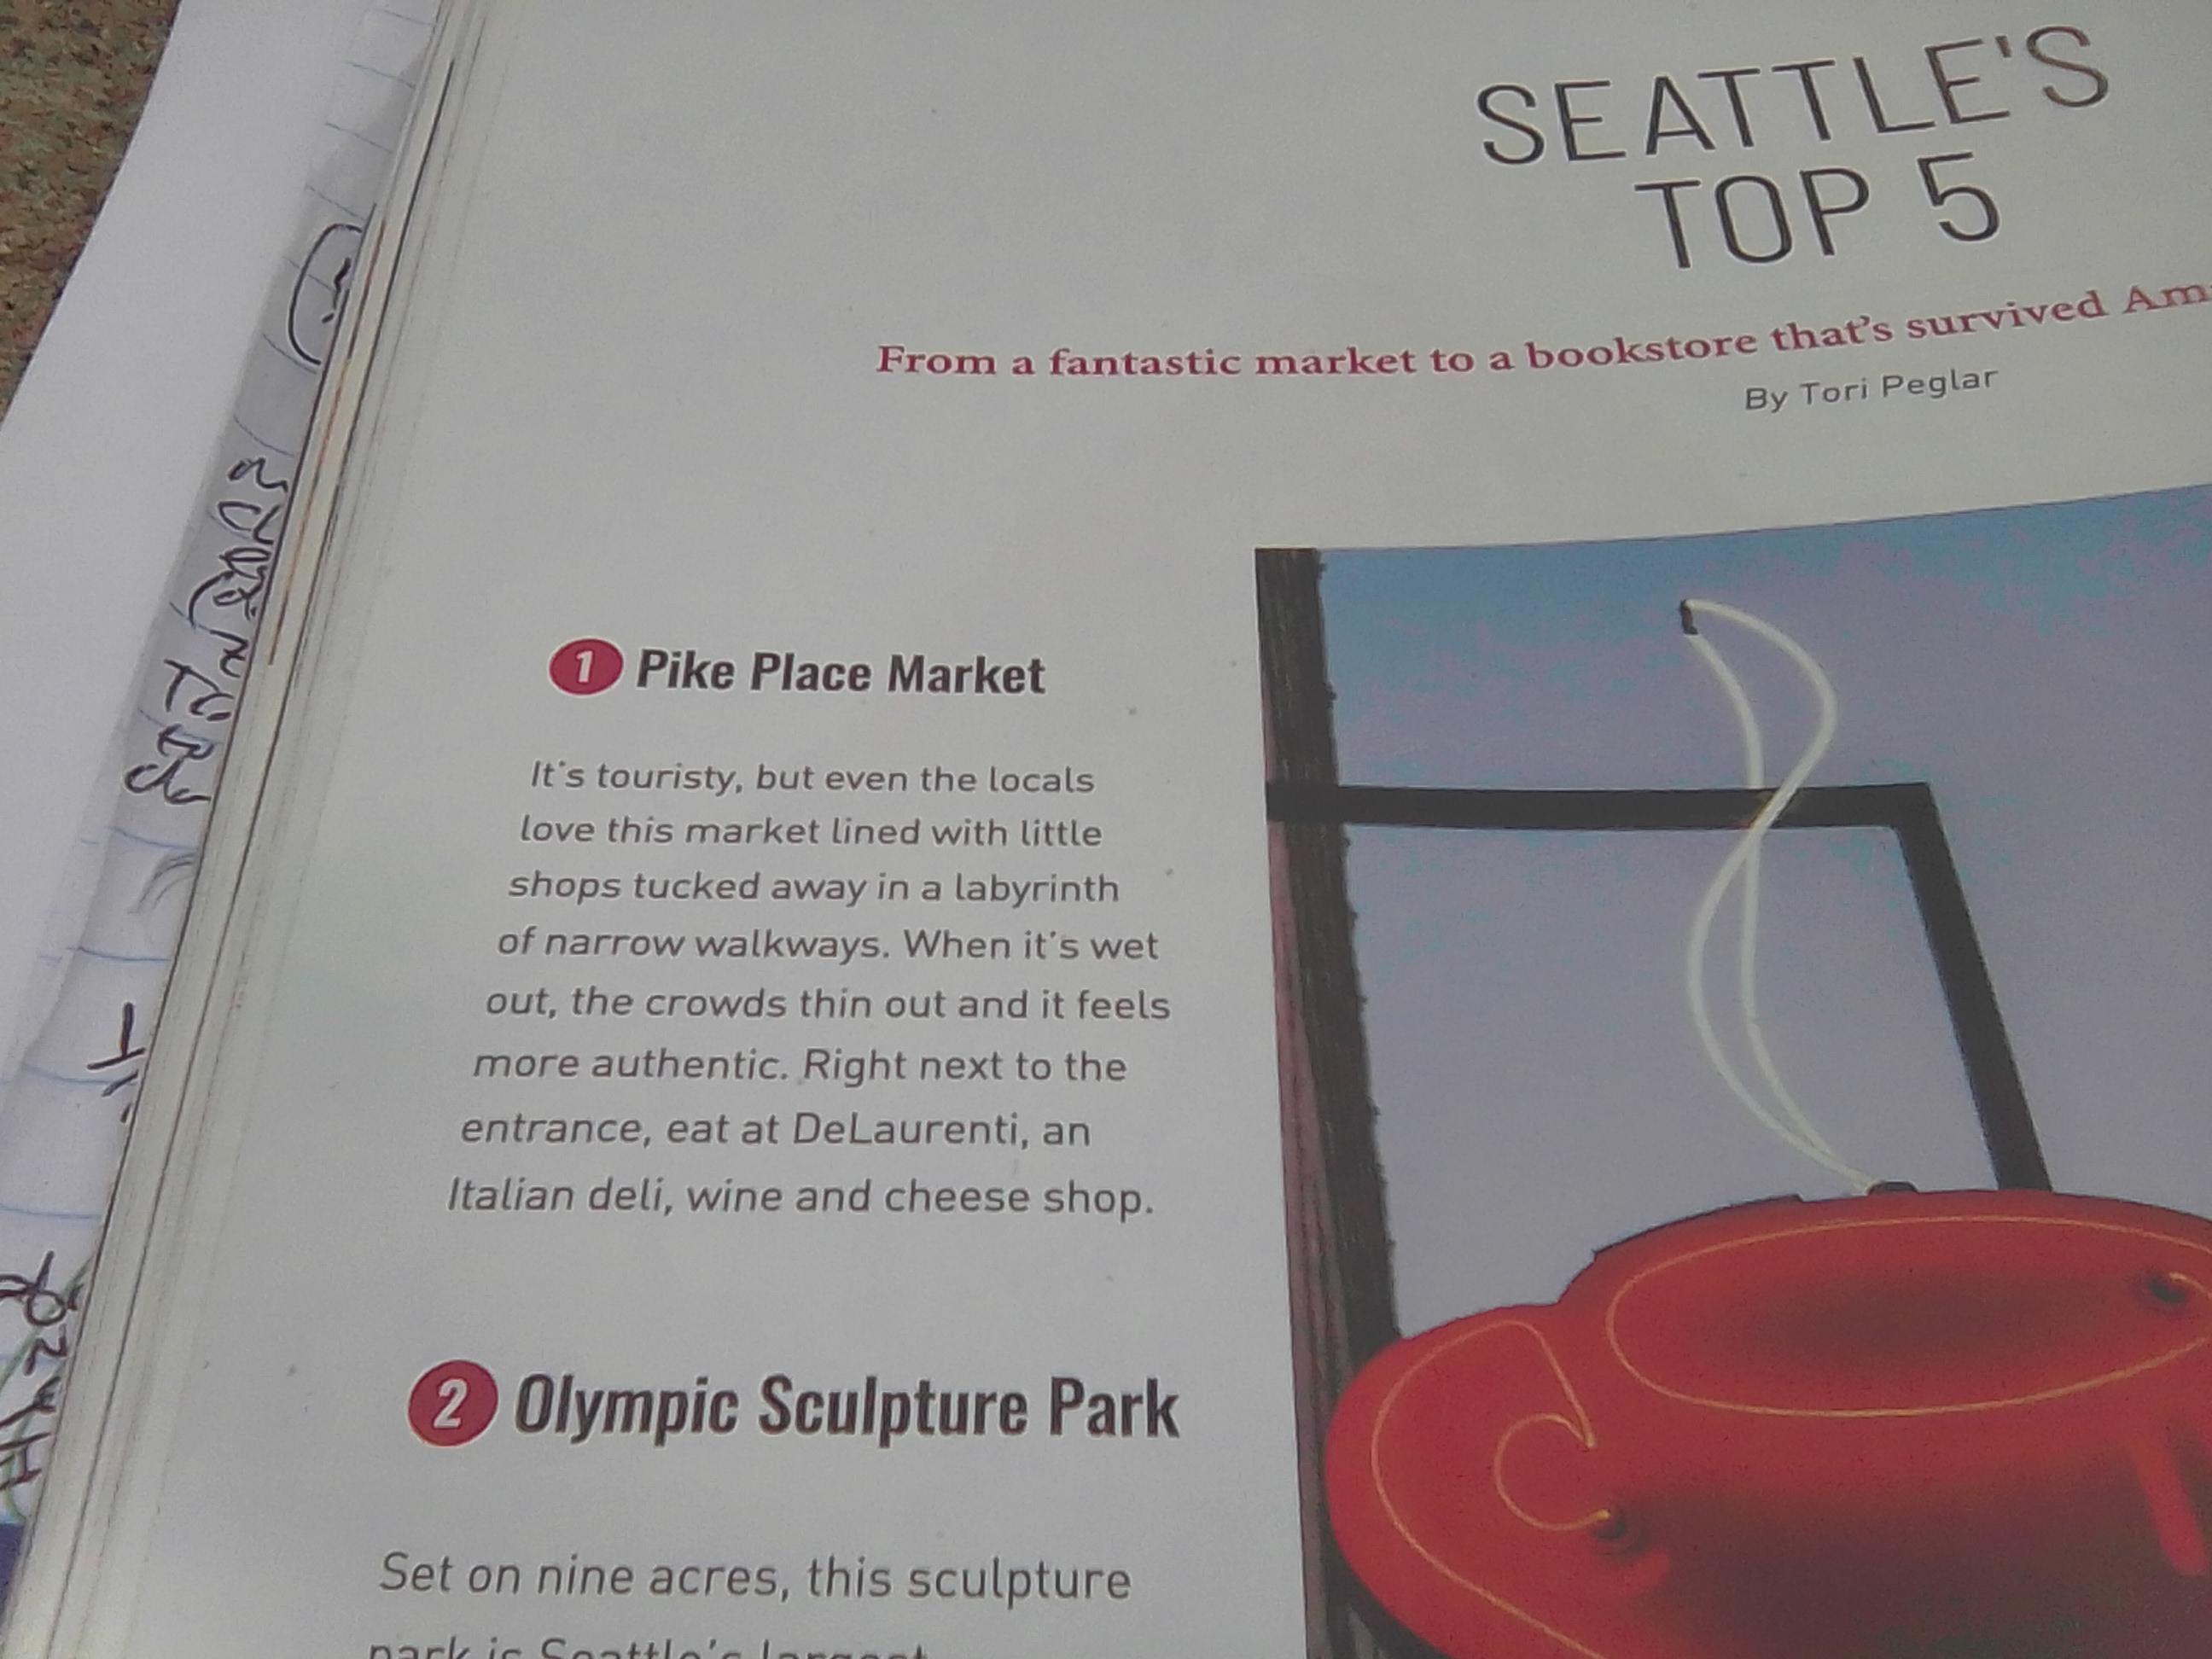 SEATTLE'S
TOP 5
From a fantastic market to a bookstore that's survived
By Tori Peglar
1 Pike Place Market
It's touristy, but even the locals
love this market lined with little
shops tucked away in a labyrinth
of narrow walkways. When it's wet
out, the crowds thin out and it feels
more authentic. Right next to the
entrance, eat at DeLaurenti, an
Italian deli, wine and cheese shop.
2 Olympic Sculpture Park
Set on nine acres, this sculpture
park is Seattle's largest